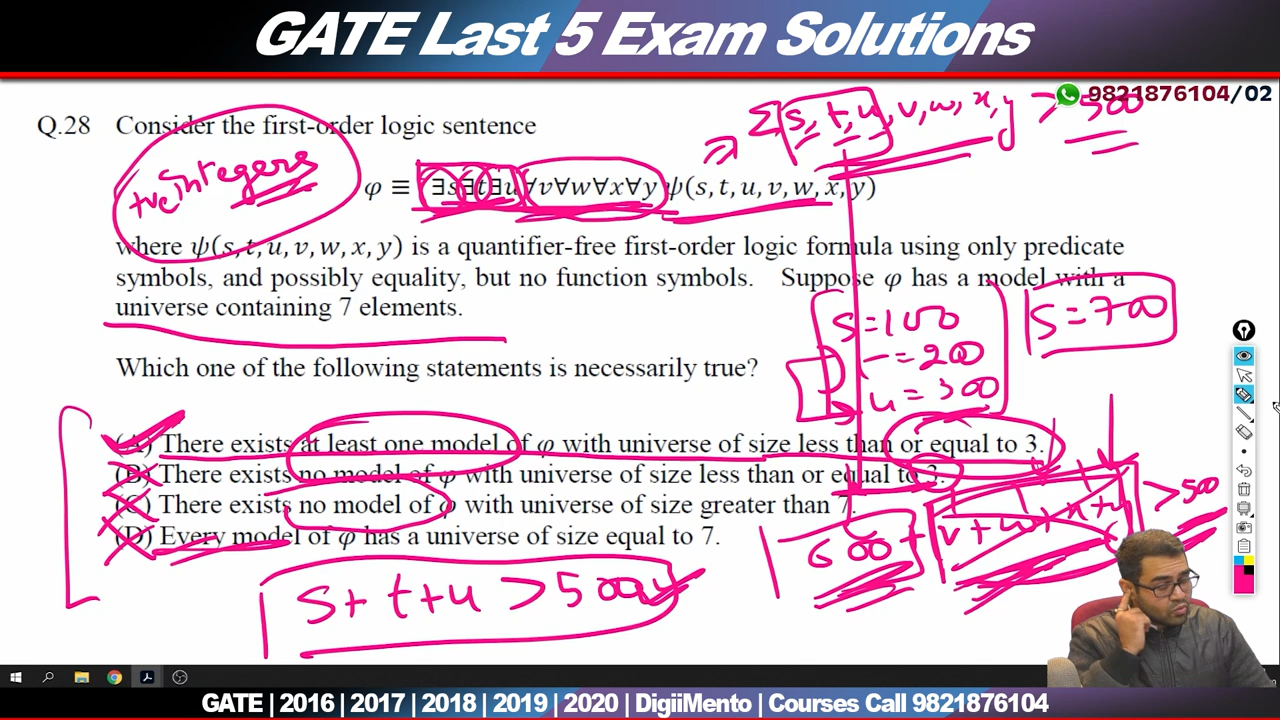 GATE Last 5 Exam Solutions
9821876104/02
Σ s, t, u, v, w, x, y > 500
Q.28 Consider the first-order logic sentence
+ve integers
φ ≡ ∃s∃t∃u∀v∀w∀x∀y ψ(s, t, u, v, w, x, y)
where ψ(s, t, u, v, w, x, y) is a quantifier-free first-order logic formula using only predicate
symbols, and possibly equality, but no function symbols. Suppose φ has a model with a
universe containing 7 elements.
s=100
= 200
u = 300
S=700
Which one of the following statements is necessarily true?
(A) There exists at least one model of φ with universe of size less than or equal to 3.
(B) There exists no model of φ with universe of size less than or equal to 3.
(C) There exists no model of φ with universe of size greater than 7.
(D) Every model of φ has a universe of size equal to 7.
600 + v + w + x + y > 500
s + t + u > 500
GATE | 2016 | 2017 | 2018 | 2019 | 2020 | DigiiMento | Courses Call 9821876104